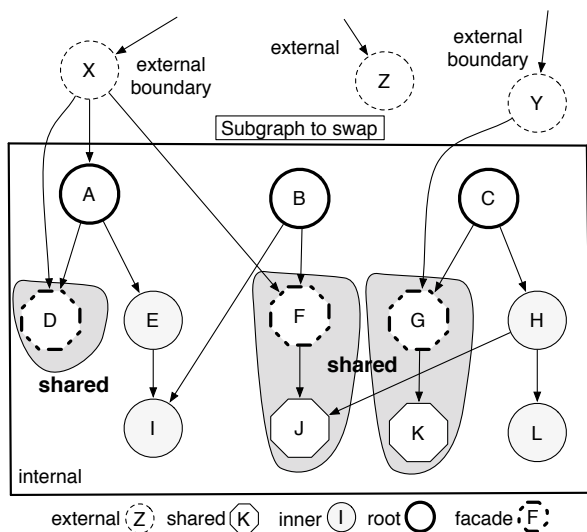 X
external
boundary
external
Z
external
boundary
Y
Subgraph to swap
A
B
C
D
E
F
G
H
shared
shared
I
J
K
L
internal
external Z shared K inner I root facade F